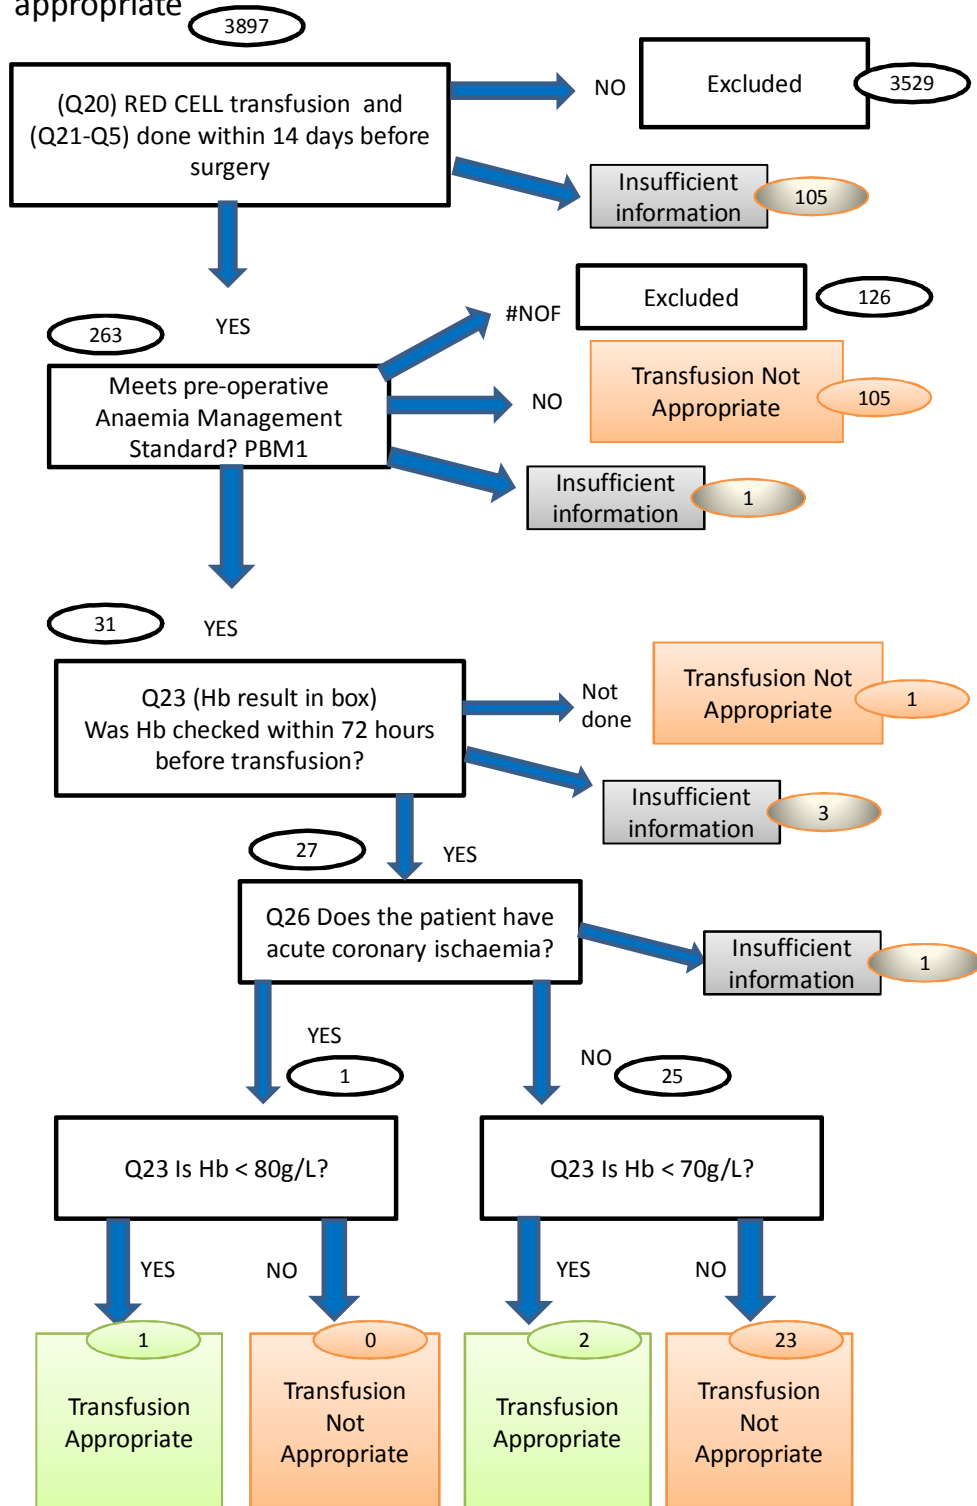 appropriate
3897
(Q20) RED CELL transfusion and
(Q21-Q5) done within 14 days before
surgery
NO
Excluded
3529
Insufficient
information
105
YES
263
#NOF
Excluded
126
Meets pre-operative
Anaemia Management
Standard? PBM1
NO
Transfusion Not
Appropriate
105
Insufficient
information
1
31
YES
Q23 (Hb result in box)
Was Hb checked within 72 hours
before transfusion?
Not
done
Transfusion Not
Appropriate
1
Insufficient
information
3
27
YES
Q26 Does the patient have
acute coronary ischaemia?
Insufficient
information
1
YES
1
NO
25
Q23 Is Hb < 80g/L?
Q23 Is Hb < 70g/L?
YES
NO
YES
NO
1
Transfusion
Appropriate
0
Transfusion
Not
Appropriate
2
Transfusion
Appropriate
23
Transfusion
Not
Appropriate